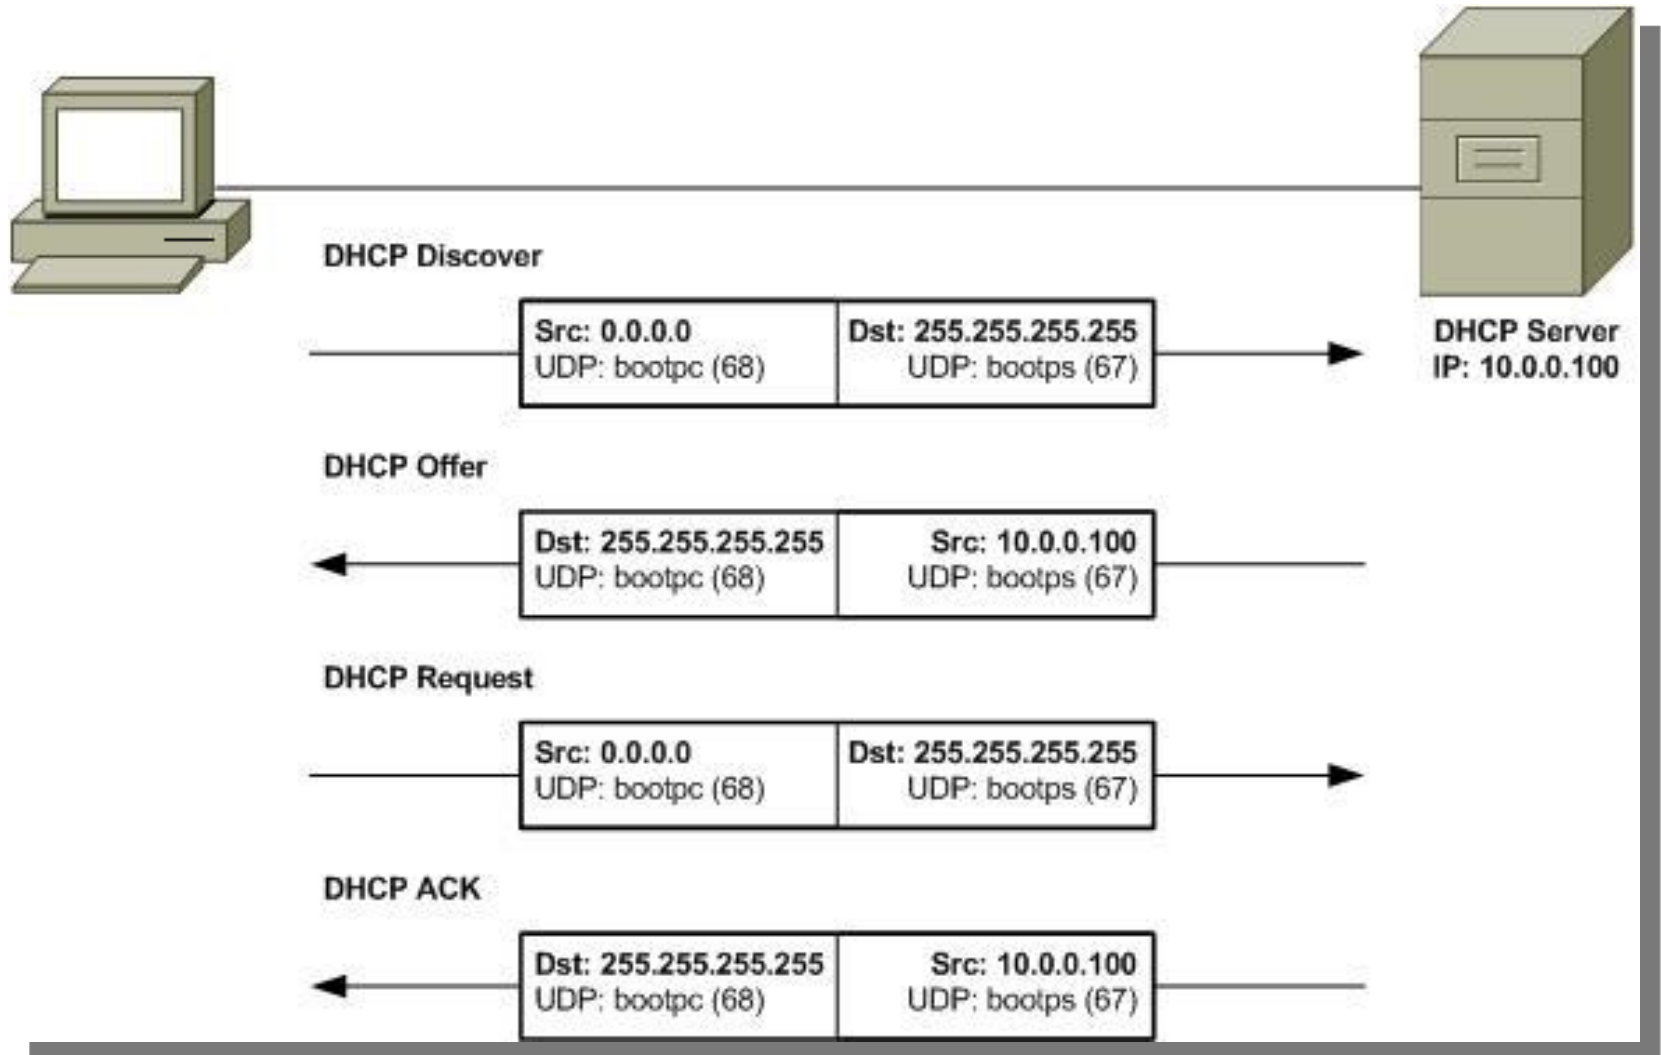 DHCP Discover
Src: 0.0.0.0
UDP: bootpc (68)
Dst: 255.255.255.255
UDP: bootps (67)
DHCP Server
IP: 10.0.0.100
DHCP Offer
Dst: 255.255.255.255
UDP: bootpc (68)
Src: 10.0.0.100
UDP: bootps (67)
DHCP Request
Src: 0.0.0.0
UDP: bootpc (68)
Dst: 255.255.255.255
UDP: bootps (67)
DHCP ACK
Dst: 255.255.255.255
UDP: bootpc (68)
Src: 10.0.0.100
UDP: bootps (67)